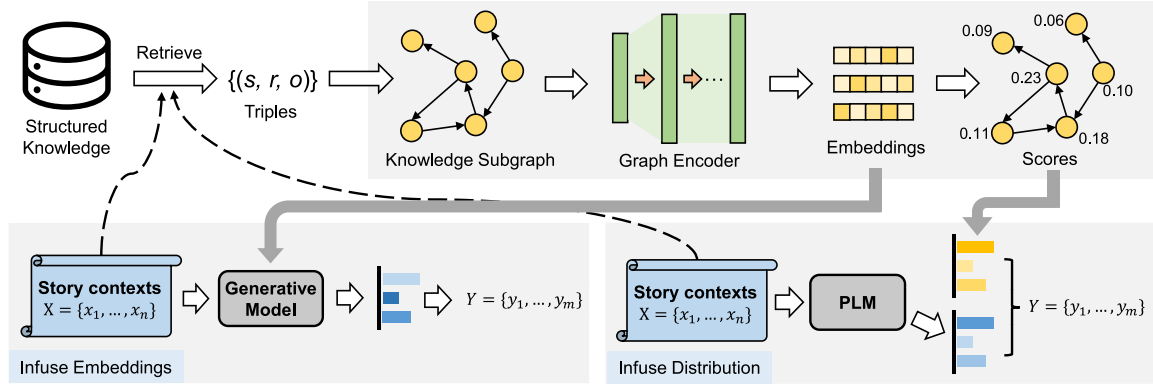 Retrieve
{(s, r, o)}
Triples
Structured
Knowledge
Knowledge Subgraph
Graph Encoder
...
Embeddings
0.09
0.06
0.23
0.10
0.11
0.18
Scores
Story contexts
X = {x₁, ..., xₙ}
Generative
Model
Y = {y₁, ..., yₘ}
Infuse Embeddings
Story contexts
X = {x₁, ..., xₙ}
PLM
Y = {y₁, ..., yₘ}
Infuse Distribution